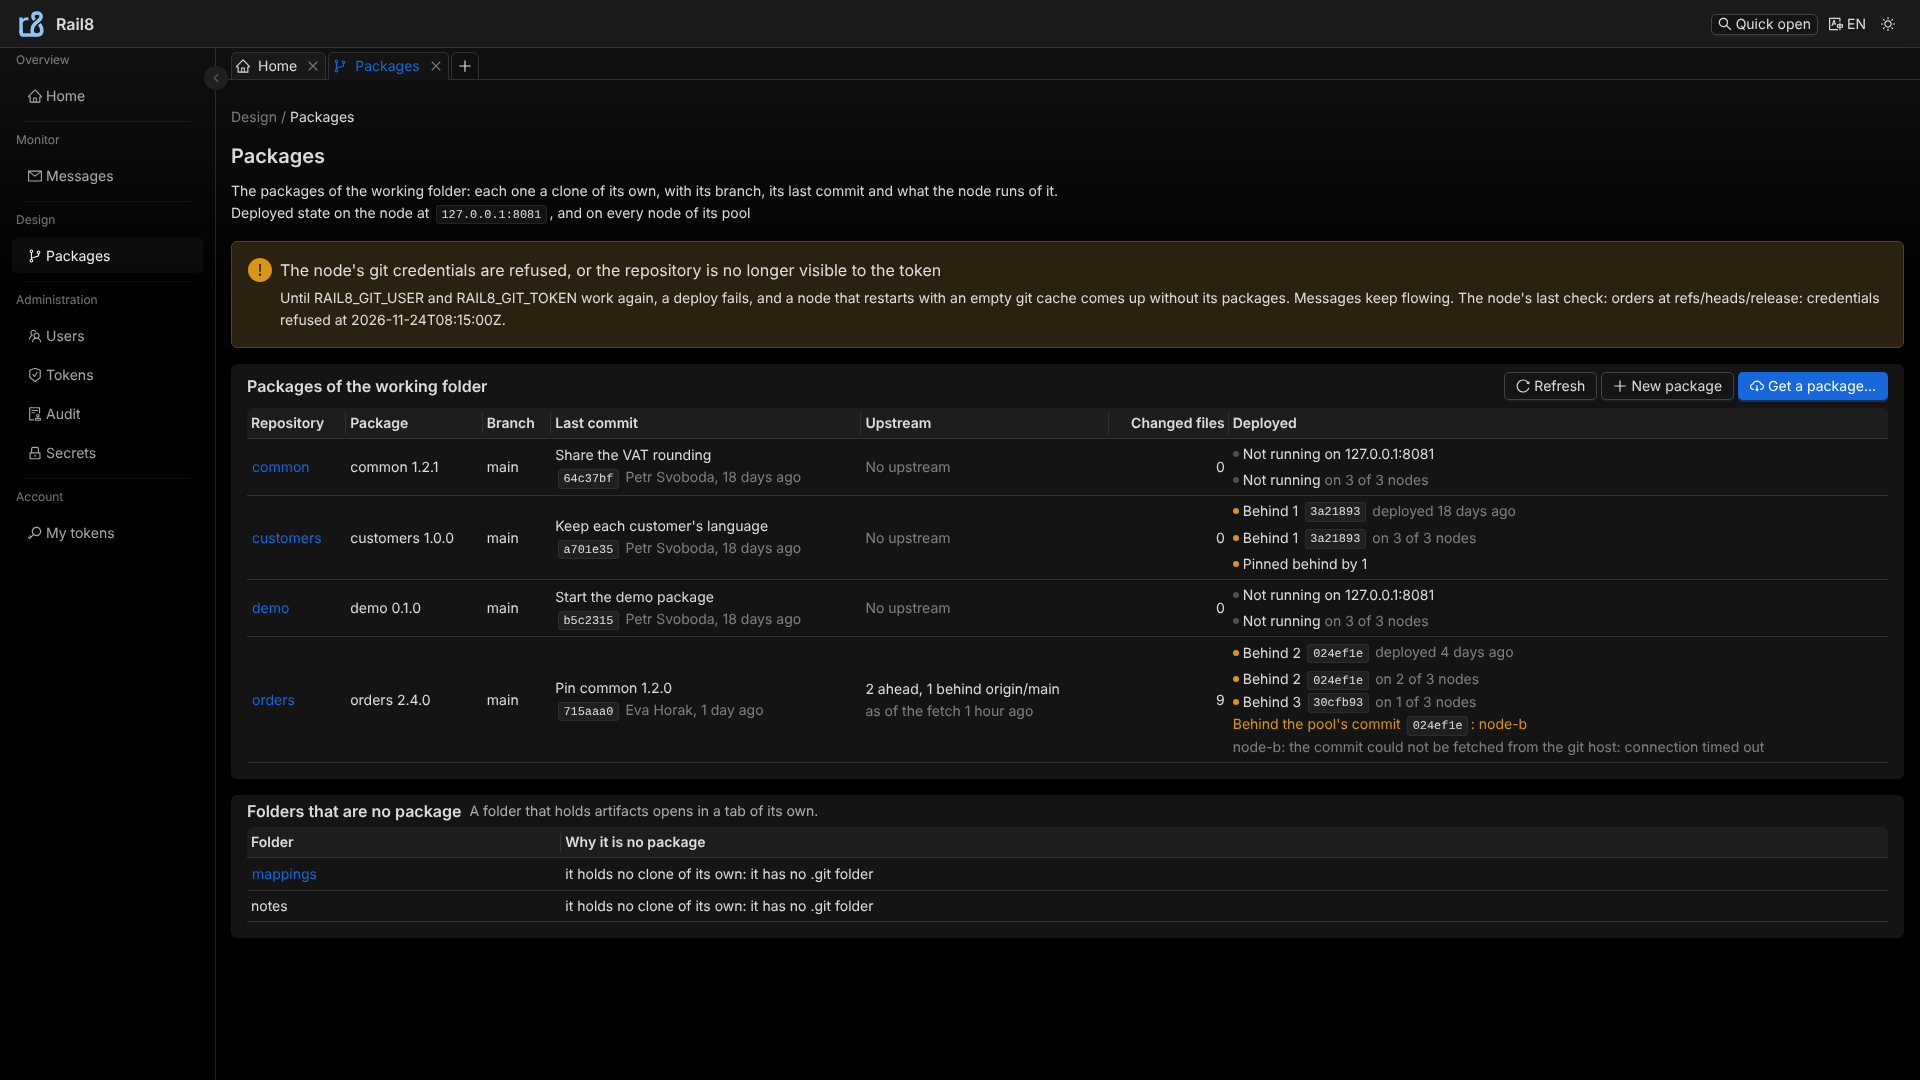 r8 Rail8
Quick open
EN
Overview
Home
Monitor
Messages
Design
Packages
Administration
Users
Tokens
Audit
Secrets
Account
My tokens
Home
Packages
Design / Packages
Packages
The packages of the working folder: each one a clone of its own, with its branch, its last commit and what the node runs of it.
Deployed state on the node at 127.0.0.1:8081, and on every node of its pool
The node's git credentials are refused, or the repository is no longer visible to the token
Until RAIL8_GIT_USER and RAIL8_GIT_TOKEN work again, a deploy fails, and a node that restarts with an empty git cache comes up without its packages. Messages keep flowing. The node's last check: orders at refs/heads/release: credentials
refused at 2026-11-24T08:15:00Z.
Packages of the working folder
Refresh
New package
Get a package...
Repository Package Branch Last commit Upstream Changed files Deployed
common common 1.2.1 main Share the VAT rounding No upstream 0 Not running on 127.0.0.1:8081
64c37bf Petr Svoboda, 18 days ago Not running on 3 of 3 nodes
customers customers 1.0.0 main Keep each customer's language No upstream 0 Behind 1 3a21893 deployed 18 days ago
a701e35 Petr Svoboda, 18 days ago Behind 1 3a21893 on 3 of 3 nodes
Pinned behind by 1
demo demo 0.1.0 main Start the demo package No upstream 0 Not running on 127.0.0.1:8081
b5c2315 Petr Svoboda, 18 days ago Not running on 3 of 3 nodes
orders orders 2.4.0 main Pin common 1.2.0 2 ahead, 1 behind origin/main 9 Behind 2 024ef1e deployed 4 days ago
715aaa0 Eva Horak, 1 day ago as of the fetch 1 hour ago Behind 2 024ef1e on 2 of 3 nodes
Behind 3 30cfb93 on 1 of 3 nodes
Behind the pool's commit 024ef1e: node-b
node-b: the commit could not be fetched from the git host: connection timed out
Folders that are no package A folder that holds artifacts opens in a tab of its own.
Folder Why it is no package
mappings it holds no clone of its own: it has no .git folder
notes it holds no clone of its own: it has no .git folder